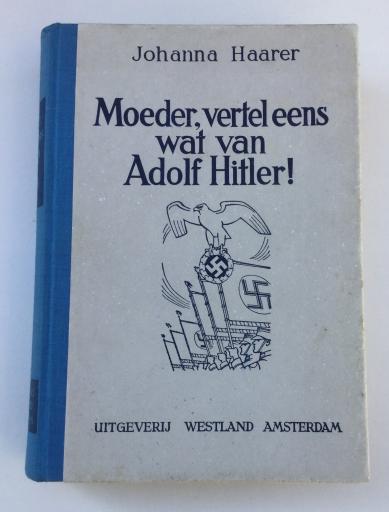 Johanna Haarer
Moeder, vertel eens
wat van
Adolf Hitler!
UITGEVERIJ WESTLAND AMSTERDAM